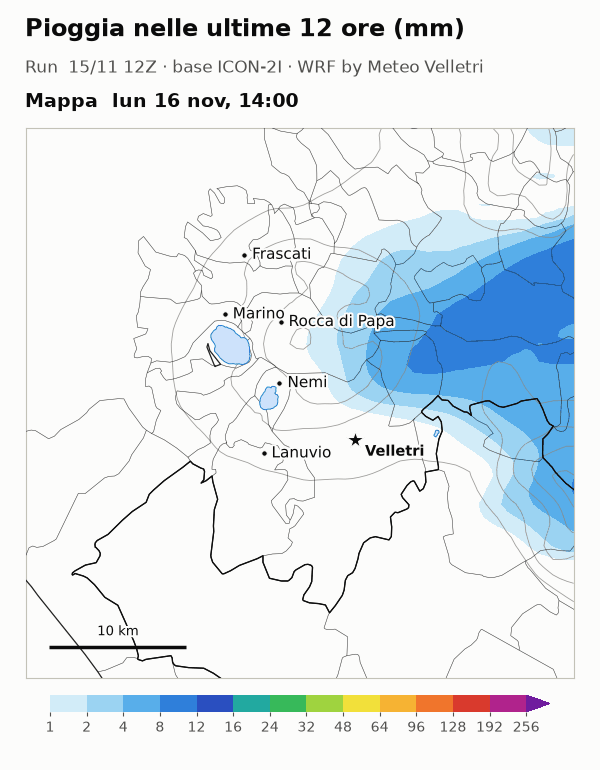 Pioggia nelle ultime 12 ore (mm)
Run 15/11 12Z · base ICON-2I · WRF by Meteo Velletri
Mappa lun 16 nov, 14:00
Frascati
Marino
Rocca di Papa
Nemi
Velletri
Lanuvio
10 km
1 2 4 8 12 16 24 32 48 64 96 128 192 256